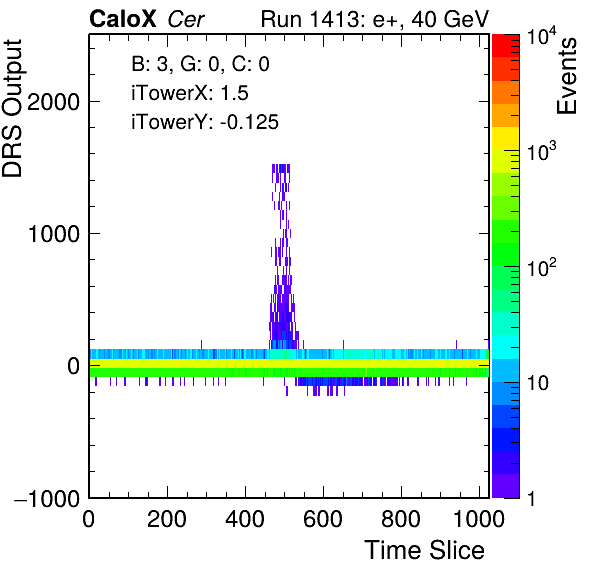 CaloX Cer Run 1413: e+, 40 GeV
B: 3, G: 0, C: 0
iTowerX: 1.5
iTowerY: -0.125
DRS Output
2000
1000
0
−1000
0 200 400 600 800 1000
Time Slice
Events
10^4
10^3
10^2
10
1